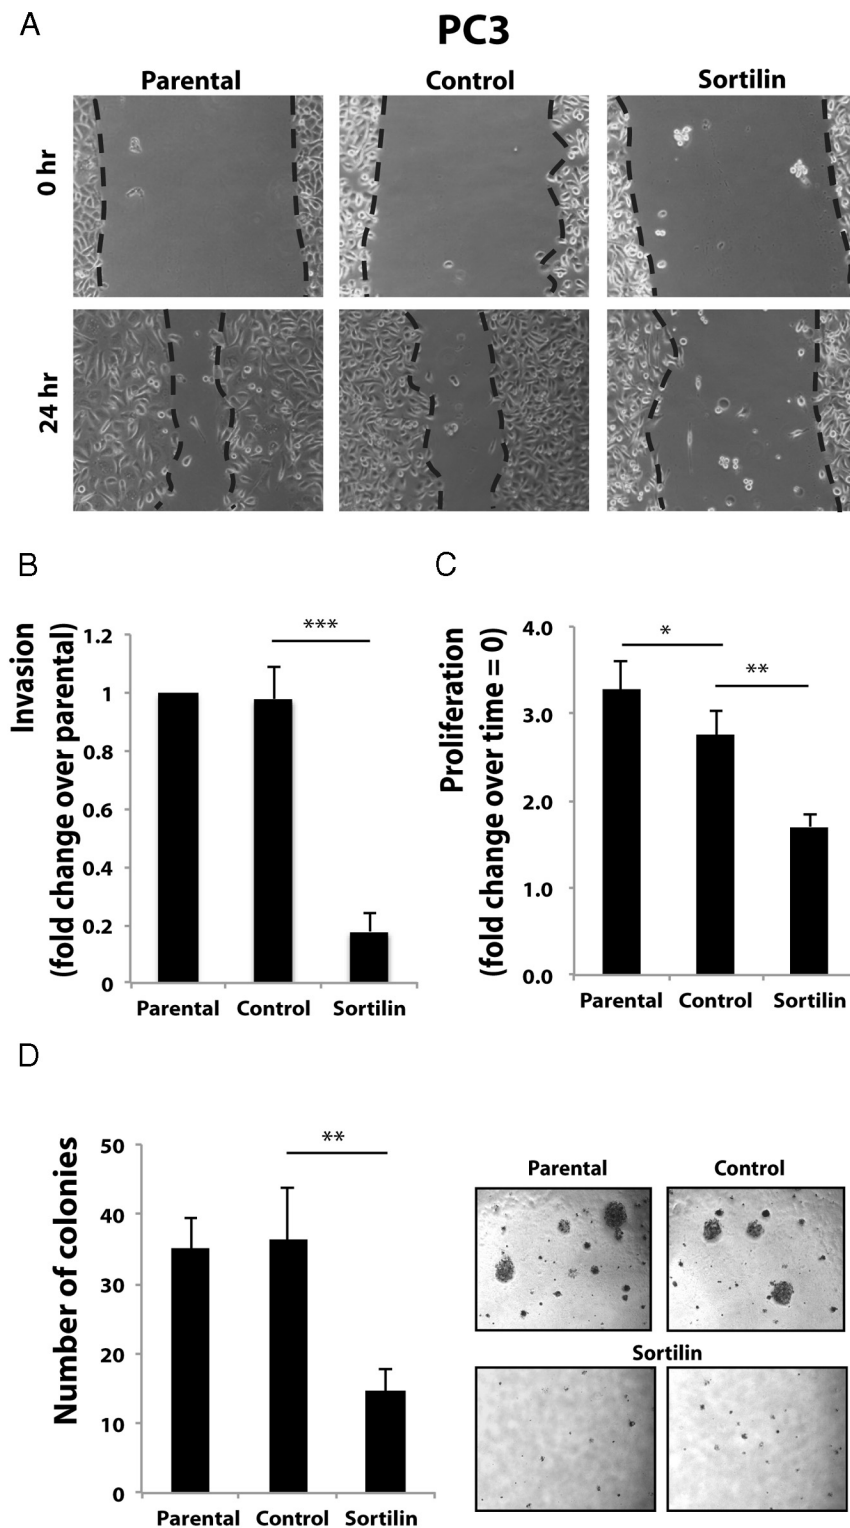 A
PC3
Parental Control Sortilin
0 hr
24 hr
B
Invasion
(fold change over parental)
***
1.2
1
0.8
0.6
0.4
0.2
0
Parental Control Sortilin
C
Proliferation
(fold change over time = 0)
*
**
4.0
3.0
2.0
1.0
0.0
Parental Control Sortilin
D
Number of colonies
**
50
40
30
20
10
0
Parental Control Sortilin
Parental Control
Sortilin